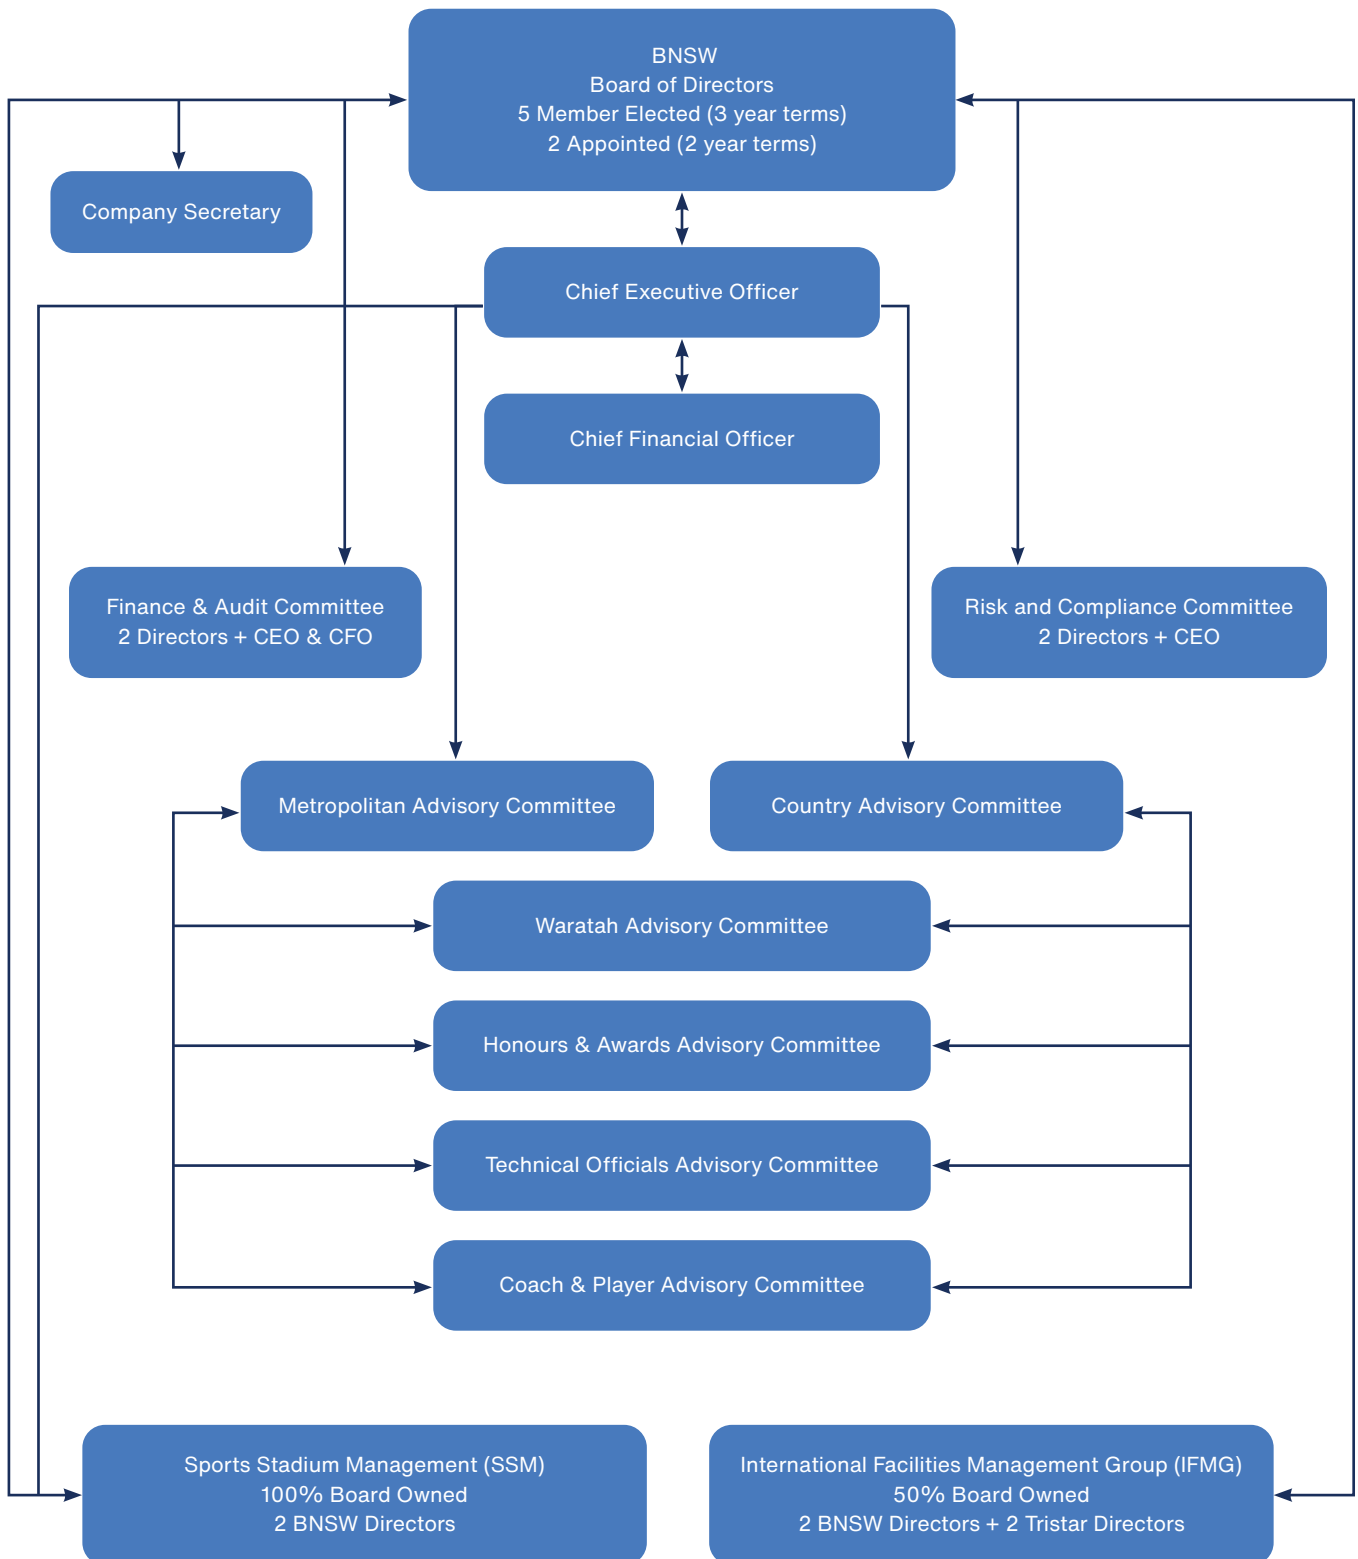 BNSW
Board of Directors
5 Member Elected (3 year terms)
2 Appointed (2 year terms)
Company Secretary
Chief Executive Officer
Chief Financial Officer
Finance & Audit Committee
2 Directors + CEO & CFO
Risk and Compliance Committee
2 Directors + CEO
Metropolitan Advisory Committee
Country Advisory Committee
Waratah Advisory Committee
Honours & Awards Advisory Committee
Technical Officials Advisory Committee
Coach & Player Advisory Committee
Sports Stadium Management (SSM)
100% Board Owned
2 BNSW Directors
International Facilities Management Group (IFMG)
50% Board Owned
2 BNSW Directors + 2 Tristar Directors